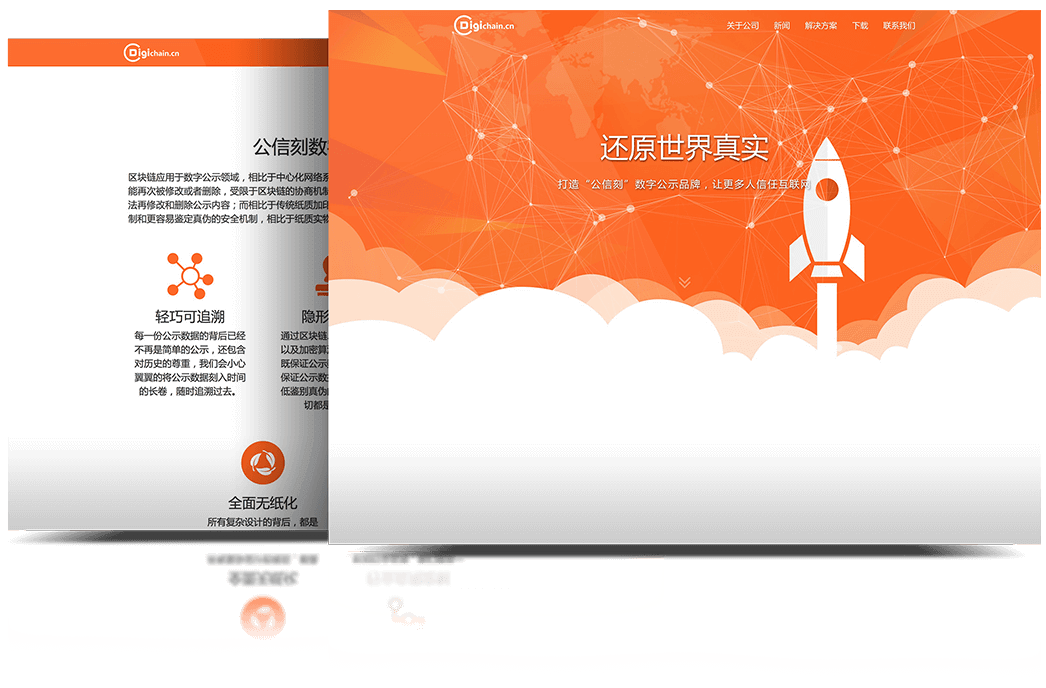 Digichain.cn
关于公司 新闻 解决方案 下载 联系我们
还原世界真实
打造“公信刻”数字公示品牌，让更多人信任互联网
Digichain.cn
公信刻数
区块链应用于数字公示领域，相比于中心化网络系
能再次被修改或者删除，受限于区块链的协商机制
法再修改和删除公示内容；而相比于传统纸质加印
制和更容易鉴定真伪的安全机制，相比于纸质实物
轻巧可追溯
每一份公示数据的背后已经
不再是简单的公示，还包含
对历史的尊重，我们会小心
翼翼的将公示数据刻入时间
的长卷，随时追溯过去。
隐形
通过区块链
以及加密算
既保证公示
保证公示数
低鉴别真伪
切都是
全面无纸化
所有复杂设计的背后，都是